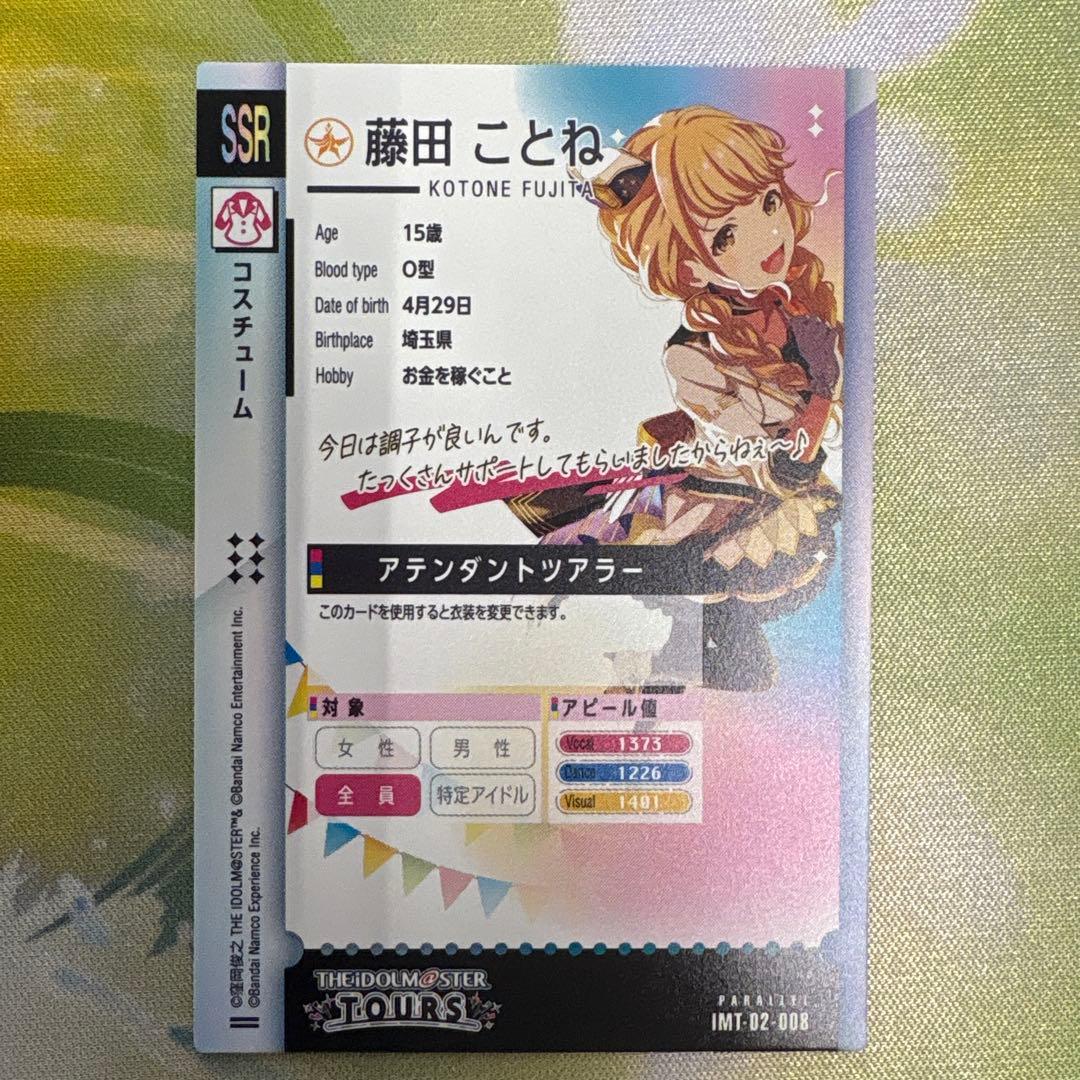 SSR
コスチューム
藤田 ことね
KOTONE FUJITA
Age 15歳
Blood type O型
Date of birth 4月29日
Birthplace 埼玉県
Hobby お金を稼ぐこと
今日は調子が良いんです。
たっくさんサポートしてもらいましたからねぇ〜♪
アテンダントツアラー
このカードを使用すると衣装を変更できます。
対象
女性 男性
全員 特定アイドル
アピール値
Vocal 1373
Dance 1226
Visual 1401
©窪岡俊之 THE IDOLM@STER™& ©Bandai Namco Entertainment Inc.
©Bandai Namco Experience Inc.
THE iDOLM@STER
TOURS
PARALLEL
IMT-02-008